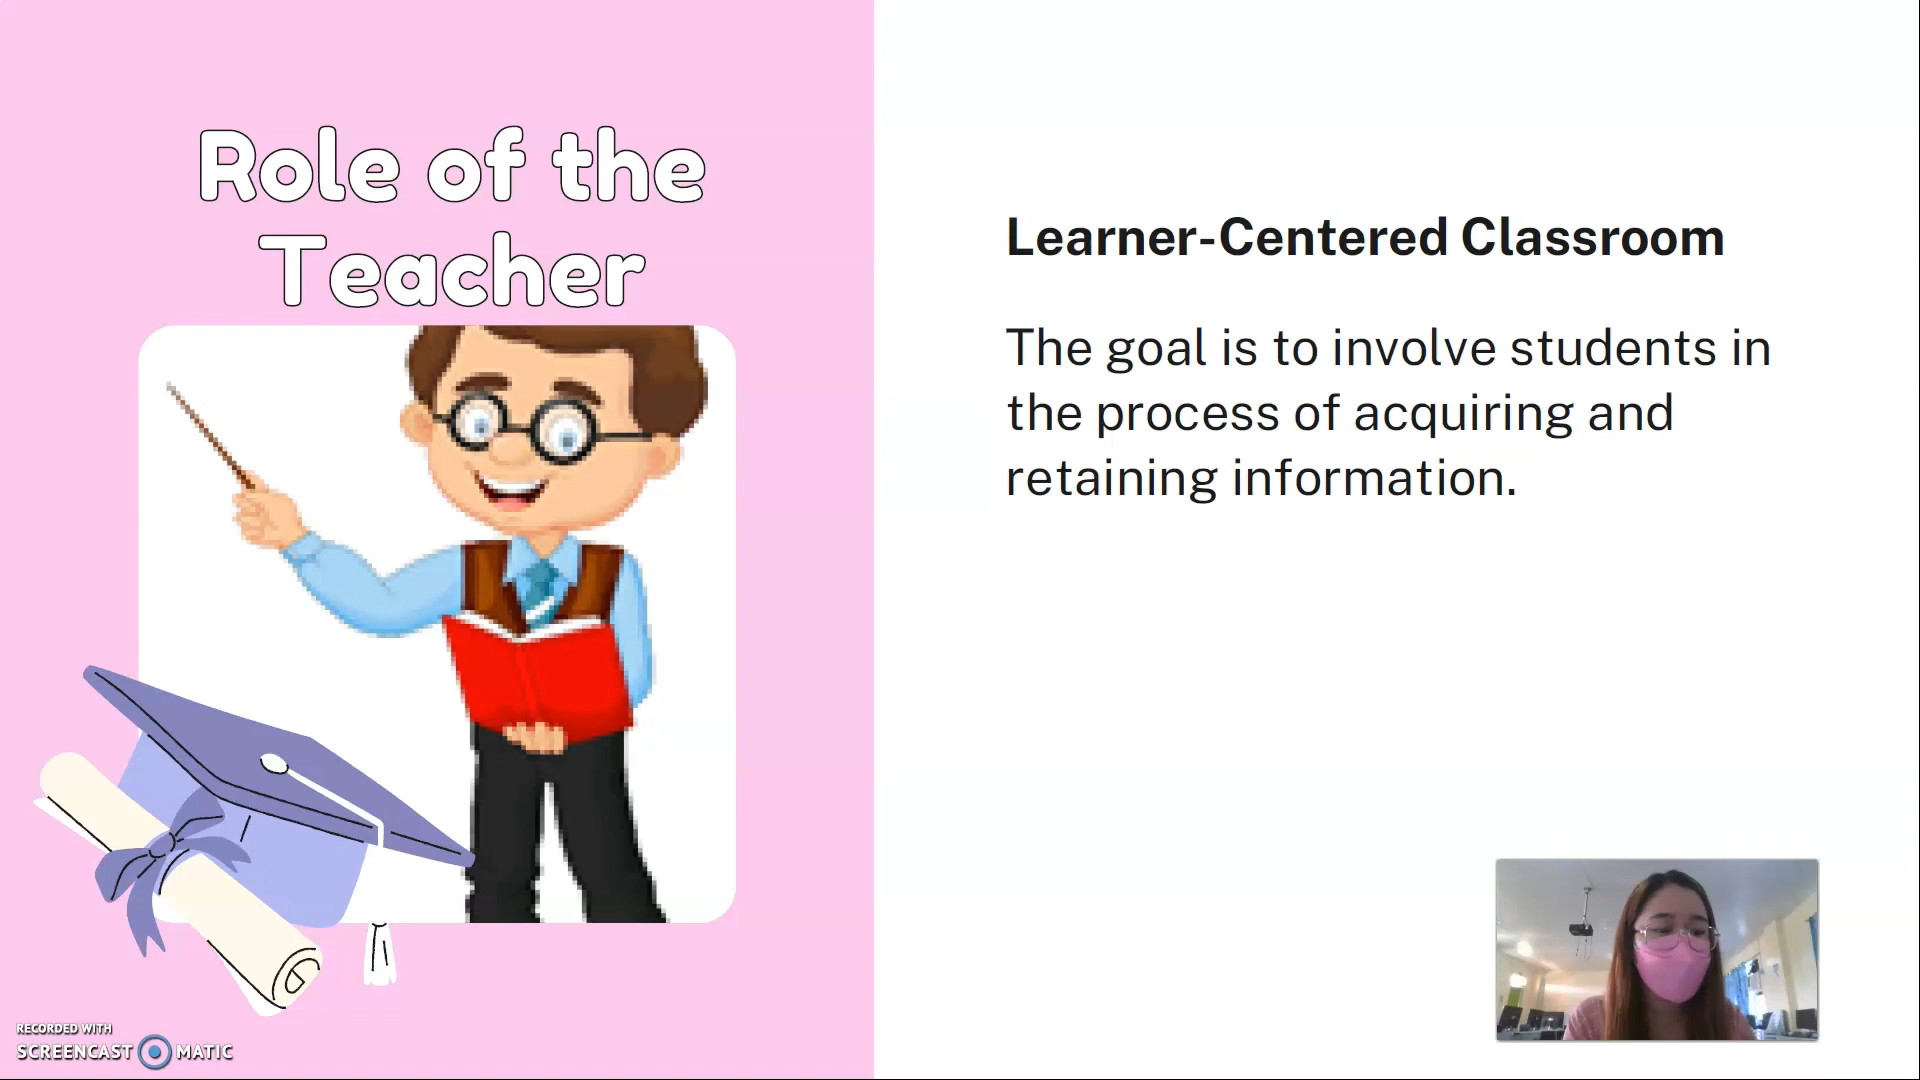 Role of the
Teacher
Learner-Centered Classroom
The goal is to involve students in
the process of acquiring and
retaining information.
RECORDED WITH
SCREENCAST MATIC